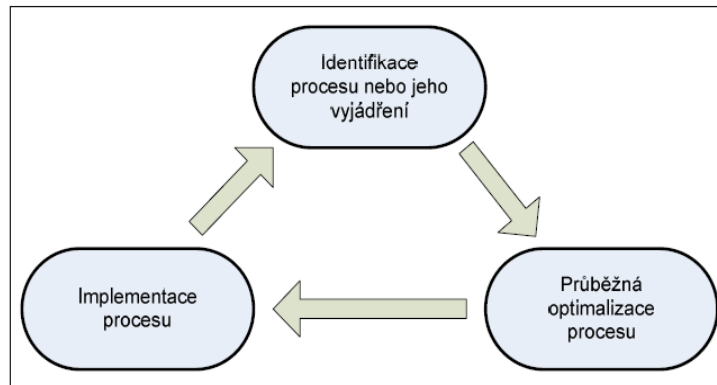 Identifikace
procesu nebo jeho
vyjádření
Implementace
procesu
Průběžná
optimalizace
procesu